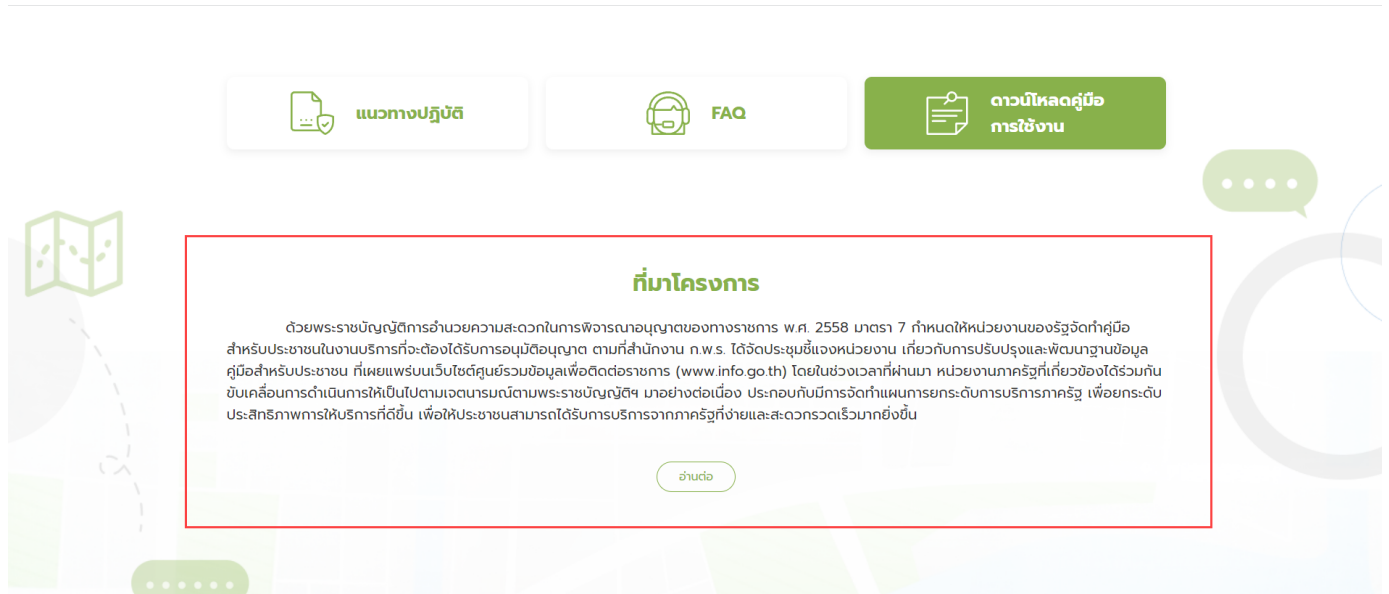 แนวทางปฏิบัติ
FAQ
ดาวน์โหลดคู่มือ
การใช้งาน
ที่มาโครงการ
ด้วยพระราชบัญญัติการอำนวยความสะดวกในการพิจารณาอนุญาตของทางราชการ พ.ศ. 2558 มาตรา 7 กำหนดให้หน่วยงานของรัฐจัดทำคู่มือ
สำหรับประชาชนในงานบริการที่จะต้องได้รับการอนุมัติอนุญาต ตามที่สำนักงาน ก.พ.ร. ได้จัดประชุมชี้แจงหน่วยงาน เกี่ยวกับการปรับปรุงและพัฒนาฐานข้อมูล
คู่มือสำหรับประชาชน ที่เผยแพร่บนเว็บไซต์ศูนย์รวมข้อมูลเพื่อติดต่อราชการ (www.info.go.th) โดยในช่วงเวลาที่ผ่านมา หน่วยงานภาครัฐที่เกี่ยวข้องได้ร่วมกัน
ขับเคลื่อนการดำเนินการให้เป็นไปตามเจตนารมณ์ตามพระราชบัญญัติฯ มาอย่างต่อเนื่อง ประกอบกับมีการจัดทำแผนการยกระดับการบริการภาครัฐ เพื่อยกระดับ
ประสิทธิภาพการให้บริการที่ดีขึ้น เพื่อให้ประชาชนสามารถได้รับการบริการจากภาครัฐที่ง่ายและสะดวกรวดเร็วมากยิ่งขึ้น
อ่านต่อ